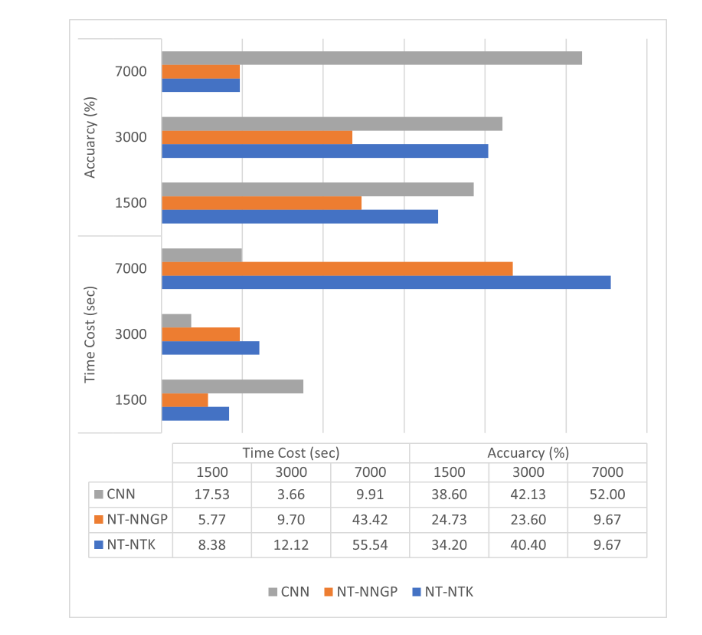 Accuarcy (%)
7000
3000
1500
Time Cost (sec)
7000
3000
1500
Time Cost (sec) Accuarcy (%)
1500 3000 7000 1500 3000 7000
CNN 17.53 3.66 9.91 38.60 42.13 52.00
NT-NNGP 5.77 9.70 43.42 24.73 23.60 9.67
NT-NTK 8.38 12.12 55.54 34.20 40.40 9.67
CNN NT-NNGP NT-NTK